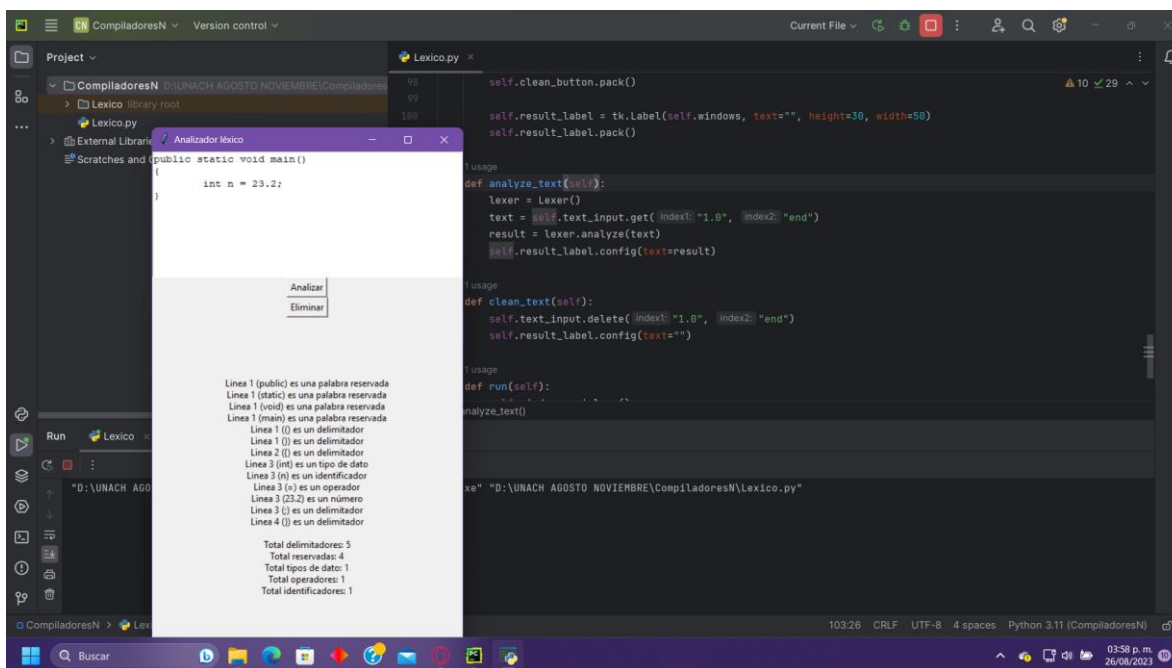 CN CompiladoresN Version control Current File
Project
CompiladoresN D:\UNACH AGOSTO NOVIEMBRE\Compiladores
Lexico library root
Lexico.py
External Librarie
Scratches and
Analizador léxico
public static void main()
{
int n = 23.2;
}
Analizar
Eliminar
Linea 1 (public) es una palabra reservada
Linea 1 (static) es una palabra reservada
Linea 1 (void) es una palabra reservada
Linea 1 (main) es una palabra reservada
Linea 1 (() es un delimitador
Linea 1 ()) es un delimitador
Linea 2 ({) es un delimitador
Linea 3 (int) es un tipo de dato
Linea 3 (n) es un identificador
Linea 3 (=) es un operador
Linea 3 (23.2) es un número
Linea 3 (;) es un delimitador
Linea 4 (}) es un delimitador
Total delimitadores: 5
Total reservadas: 4
Total tipos de dato: 1
Total operadores: 1
Total identificadores: 1
Lexico.py
10 29
98 self.clean_button.pack()
99
100 self.result_label = tk.Label(self.windows, text="", height=30, width=50)
self.result_label.pack()
1 usage
def analyze_text(self):
lexer = Lexer()
text = self.text_input.get( index1: "1.0", index2: "end")
result = lexer.analyze(text)
self.result_label.config(text=result)
1 usage
def clean_text(self):
self.text_input.delete( index1: "1.0", index2: "end")
self.result_label.config(text="")
1 usage
def run(self):
analyze_text()
Run Lexico
"D:\UNACH AGO
xe" "D:\UNACH AGOSTO NOVIEMBRE\CompiladoresN\Lexico.py"
CompiladoresN > Lex
103:26 CRLF UTF-8 4 spaces Python 3.11 (CompiladoresN)
Buscar
03:58 p. m.
26/08/2023